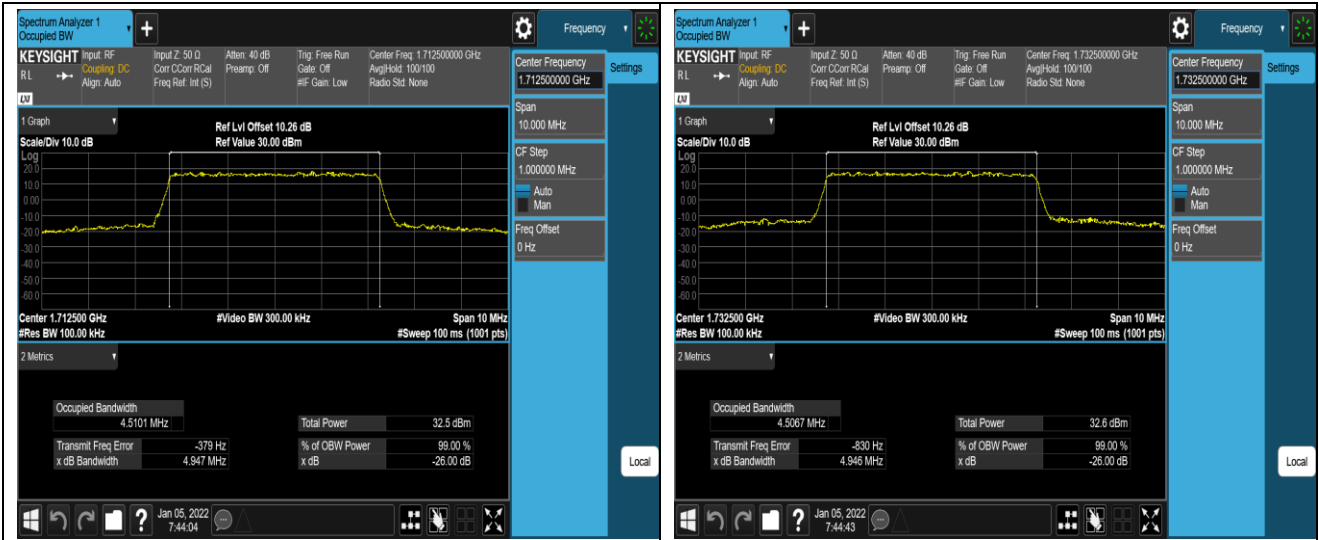 Spectrum Analyzer 1
Occupied BW
Frequency
KEYSIGHT
RL
LXI
Input: RF
Coupling: DC
Align: Auto
Input Z: 50 Ω
Corr CCorr RCal
Freq Ref: Int (S)
Atten: 40 dB
Preamp: Off
Trig: Free Run
Gate: Off
#IF Gain: Low
Center Freq: 1.712500000 GHz
Avg|Hold: 100/100
Radio Std: None
Center Frequency
1.712500000 GHz
Settings
Span
10.000 MHz
CF Step
1.000000 MHz
Auto
Man
Freq Offset
0 Hz
Local
1 Graph
Scale/Div 10.0 dB
Ref Lvl Offset 10.26 dB
Ref Value 30.00 dBm
Log
20.0
10.0
0.00
-10.0
-20.0
-30.0
-40.0
-50.0
-60.0
Center 1.712500 GHz
#Video BW 300.00 kHz
Span 10 MHz
#Res BW 100.00 kHz
#Sweep 100 ms (1001 pts)
2 Metrics
Occupied Bandwidth
4.5101 MHz
Total Power 32.5 dBm
Transmit Freq Error -379 Hz
% of OBW Power 99.00 %
x dB Bandwidth 4.947 MHz
x dB -26.00 dB
?
Jan 05, 2022
7:44:04
Spectrum Analyzer 1
Occupied BW
Frequency
KEYSIGHT
RL
LXI
Input: RF
Coupling: DC
Align: Auto
Input Z: 50 Ω
Corr CCorr RCal
Freq Ref: Int (S)
Atten: 40 dB
Preamp: Off
Trig: Free Run
Gate: Off
#IF Gain: Low
Center Freq: 1.732500000 GHz
Avg|Hold: 100/100
Radio Std: None
Center Frequency
1.732500000 GHz
Settings
Span
10.000 MHz
CF Step
1.000000 MHz
Auto
Man
Freq Offset
0 Hz
Local
1 Graph
Scale/Div 10.0 dB
Ref Lvl Offset 10.26 dB
Ref Value 30.00 dBm
Log
20.0
10.0
0.00
-10.0
-20.0
-30.0
-40.0
-50.0
-60.0
Center 1.732500 GHz
#Video BW 300.00 kHz
Span 10 MHz
#Res BW 100.00 kHz
#Sweep 100 ms (1001 pts)
2 Metrics
Occupied Bandwidth
4.5067 MHz
Total Power 32.6 dBm
Transmit Freq Error -830 Hz
% of OBW Power 99.00 %
x dB Bandwidth 4.946 MHz
x dB -26.00 dB
?
Jan 05, 2022
7:44:43